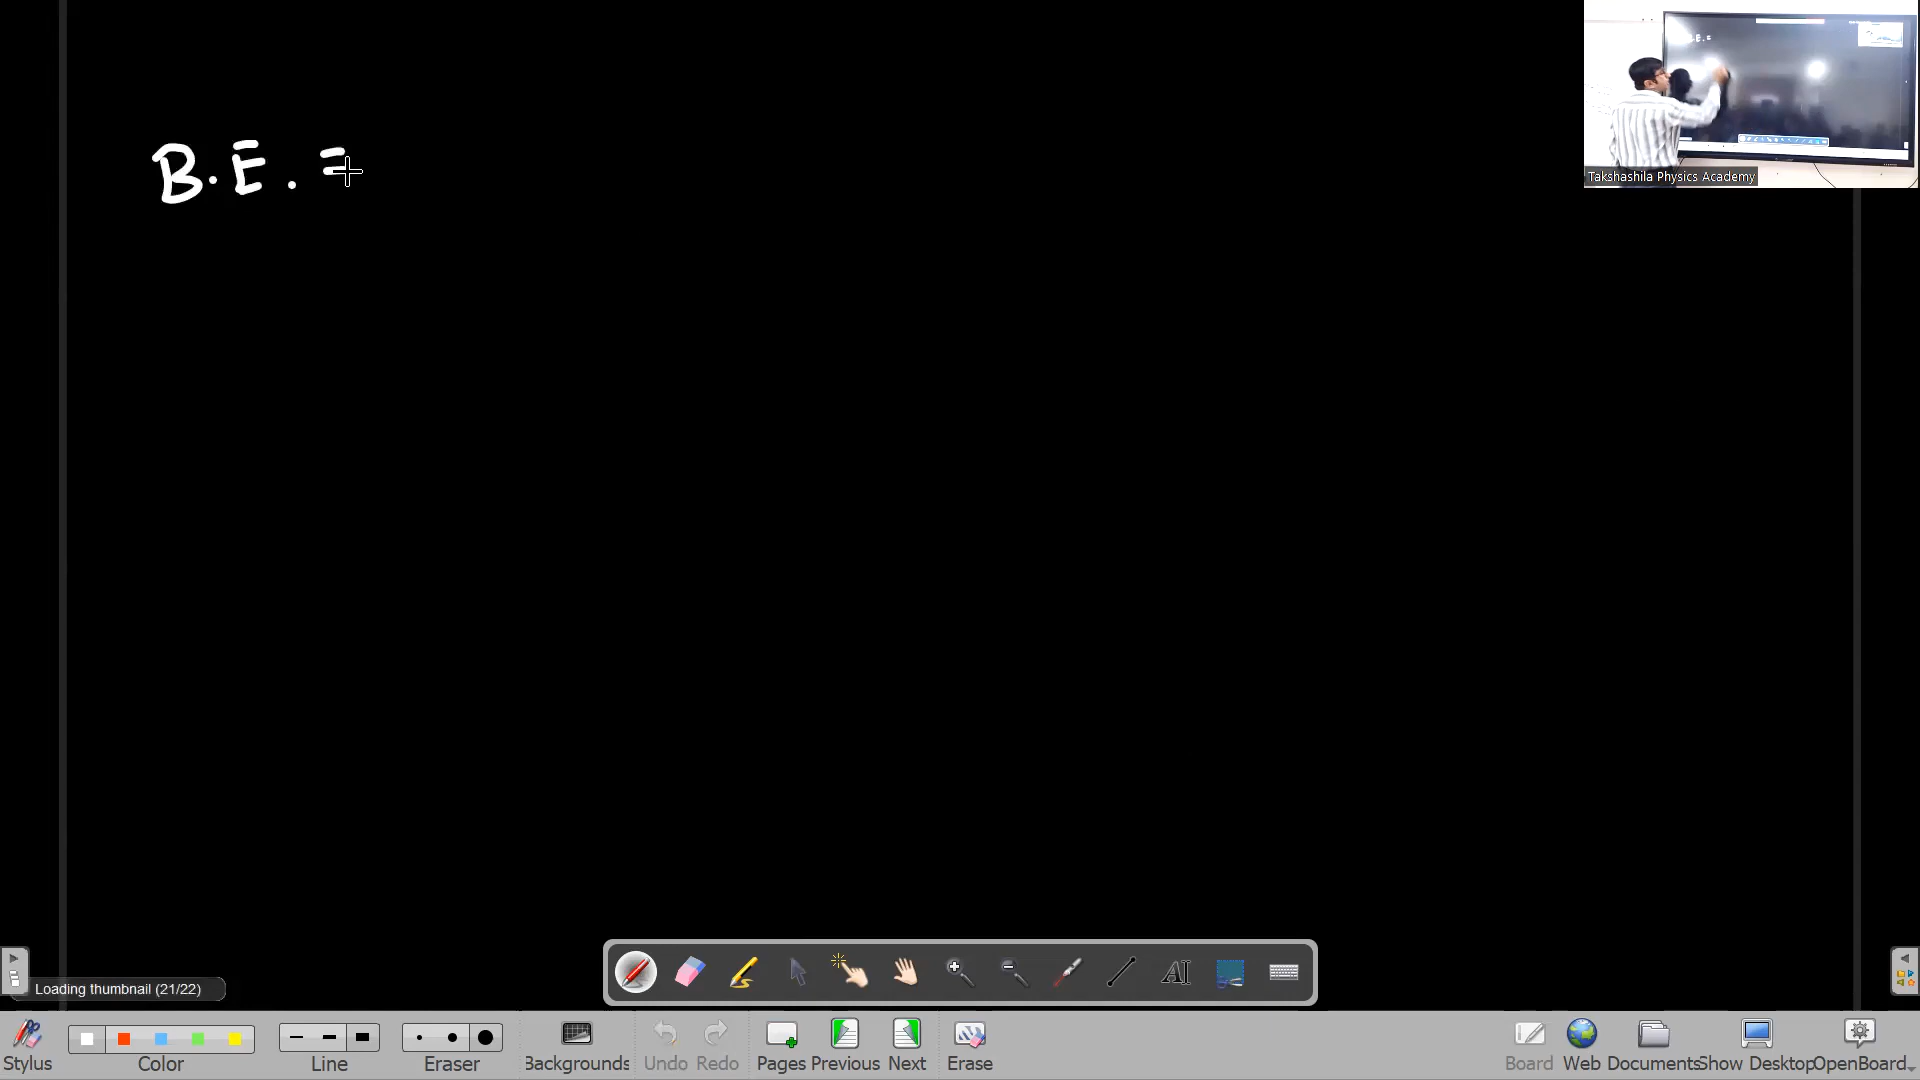 B.E. =
Takshashila Physics Academy
Loading thumbnail (21/22)
Stylus Color Line Eraser Backgrounds Undo Redo Pages Previous Next Erase Board Web Documents Show Desktop OpenBoard